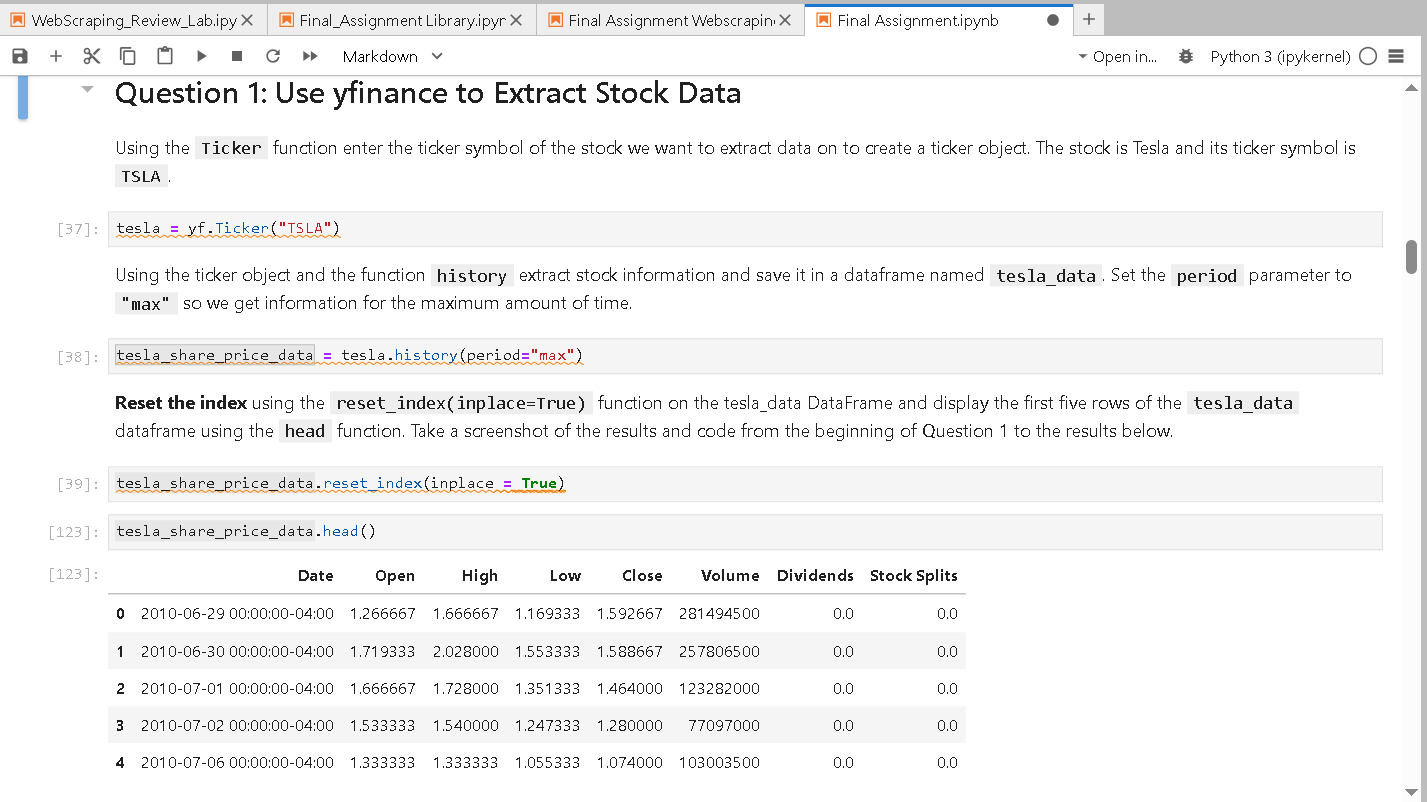 WebScraping_Review_Lab.ipy
Final_Assignment Library.ipyr
Final Assignment Webscrapin
Final Assignment.ipynb
Markdown
Open in...
Python 3 (ipykernel)
Question 1: Use yfinance to Extract Stock Data
Using the Ticker function enter the ticker symbol of the stock we want to extract data on to create a ticker object. The stock is Tesla and its ticker symbol is
TSLA .
[37]: tesla = yf.Ticker("TSLA")
Using the ticker object and the function history extract stock information and save it in a dataframe named tesla_data . Set the period parameter to
"max" so we get information for the maximum amount of time.
[38]: tesla_share_price_data = tesla.history(period="max")
Reset the index using the reset_index(inplace=True) function on the tesla_data DataFrame and display the first five rows of the tesla_data
dataframe using the head function. Take a screenshot of the results and code from the beginning of Question 1 to the results below.
[39]: tesla_share_price_data.reset_index(inplace = True)
[123]: tesla_share_price_data.head()
[123]: Date Open High Low Close Volume Dividends Stock Splits
0 2010-06-29 00:00:00-04:00 1.266667 1.666667 1.169333 1.592667 281494500 0.0 0.0
1 2010-06-30 00:00:00-04:00 1.719333 2.028000 1.553333 1.588667 257806500 0.0 0.0
2 2010-07-01 00:00:00-04:00 1.666667 1.728000 1.351333 1.464000 123282000 0.0 0.0
3 2010-07-02 00:00:00-04:00 1.533333 1.540000 1.247333 1.280000 77097000 0.0 0.0
4 2010-07-06 00:00:00-04:00 1.333333 1.333333 1.055333 1.074000 103003500 0.0 0.0